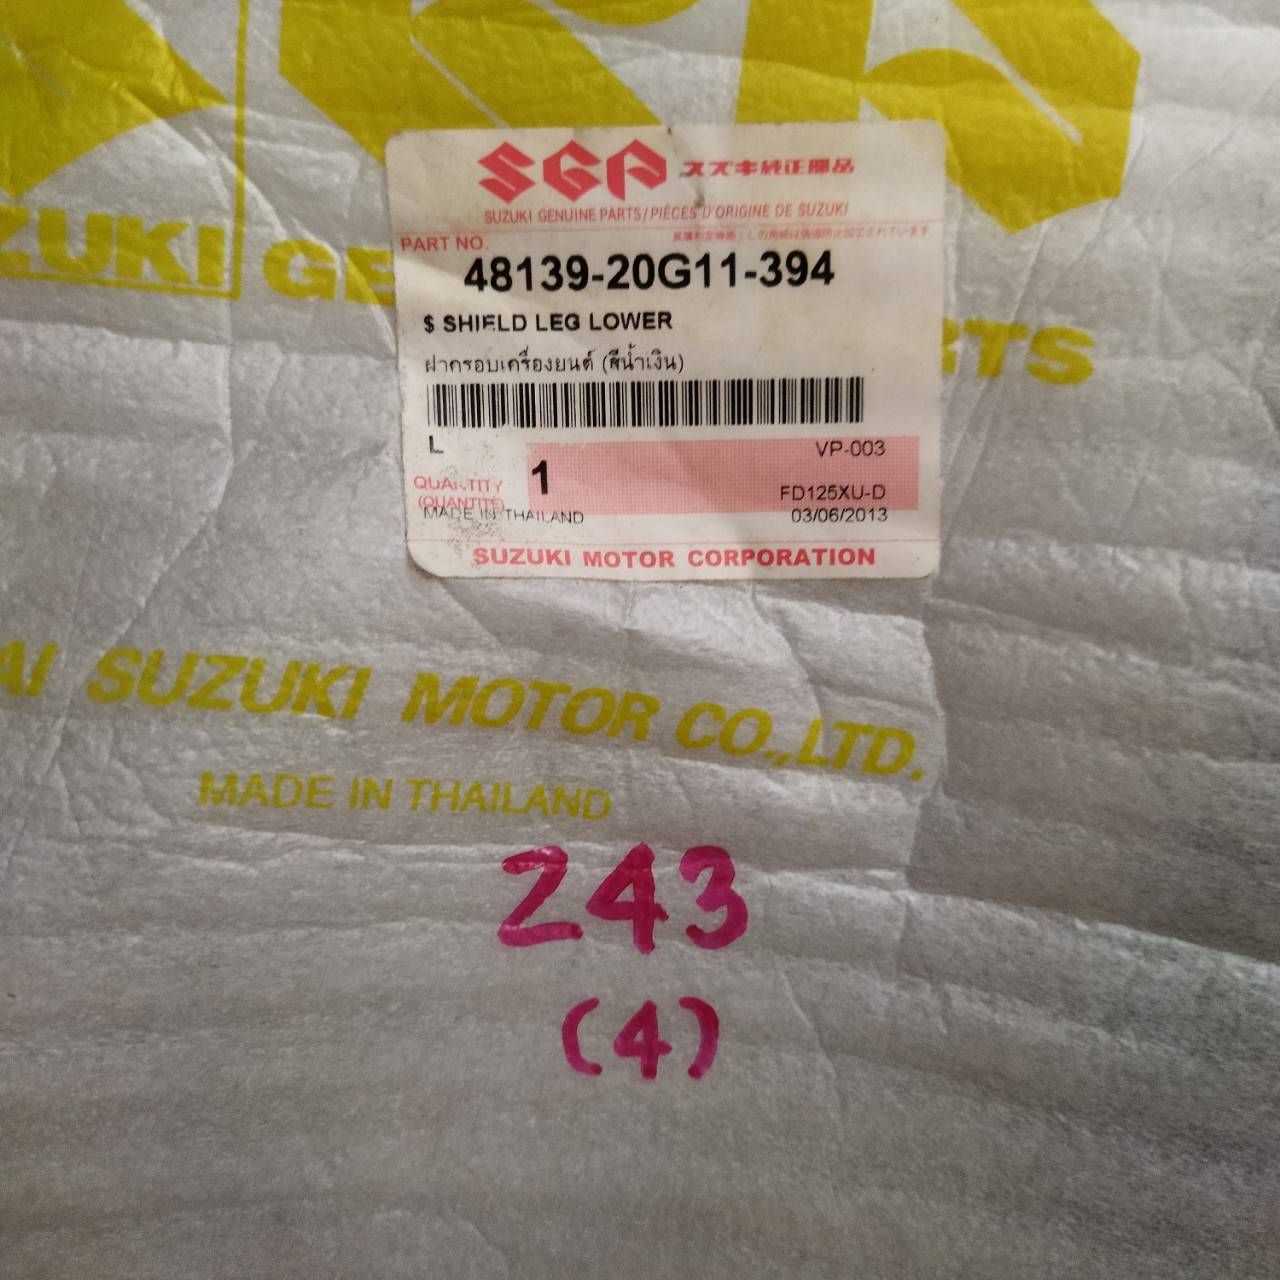 SGP スズキ純正部品
SUZUKI GENUINE PARTS/PIÈCES D'ORIGINE DE SUZUKI
PART NO.
48139-20G11-394
$ SHIELD LEG LOWER
ฝาครอบเครื่องยนต์ (สีน้ำเงิน)
L
VP-003
QUANTITY
(QUANTITÉ)
1
FD125XU-D
MADE IN THAILAND
03/06/2013
SUZUKI MOTOR CORPORATION
ZUKI GE
RTS
AI SUZUKI MOTOR CO.,LTD.
MADE IN THAILAND
Z43
(4)